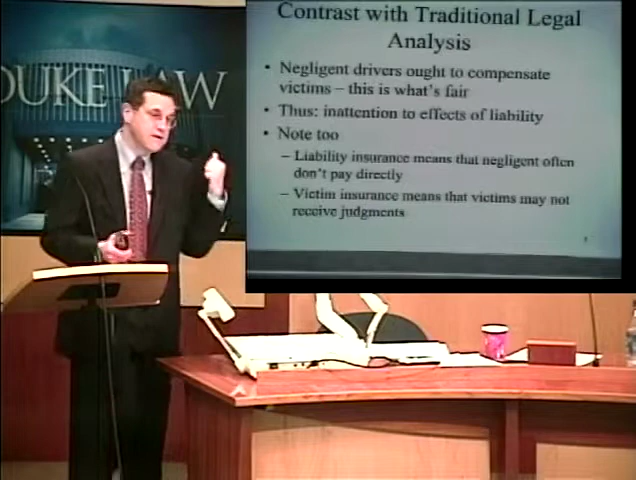 DUKE LAW
Contrast with Traditional Legal
Analysis
• Negligent drivers ought to compensate
victims – this is what's fair
• Thus: inattention to effects of liability
• Note too
– Liability insurance means that negligent often
don't pay directly
– Victim insurance means that victims may not
receive judgments